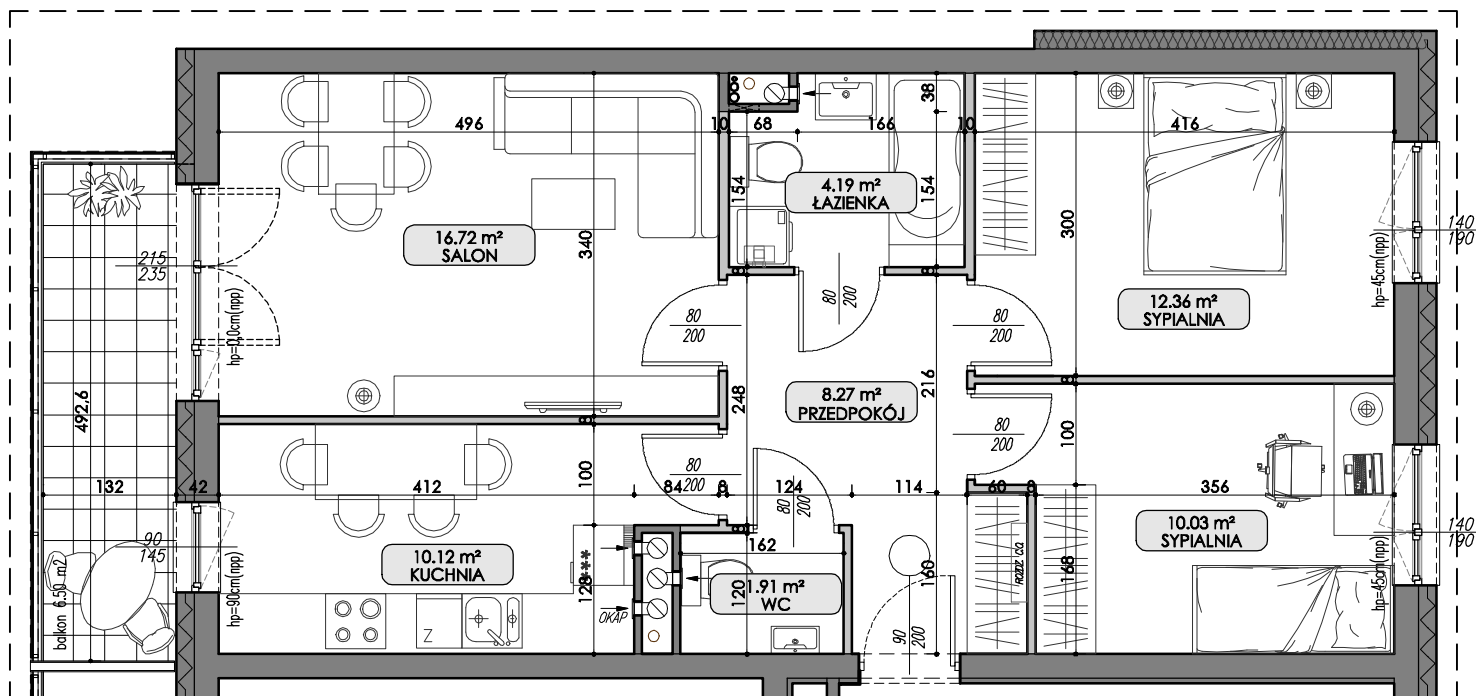 38
496
10
68
166
10
416
154
4.19 m²
ŁAZIENKA
154
16.72 m²
SALON
340
300
140
190
215
235
hp=0,0cm(npp)
hp=45cm(npp)
12.36 m²
SYPIALNIA
80
200
80
200
80
200
492,6
248
8.27 m²
PRZEDPOKÓJ
216
80
200
100
80
200
100
132
42
412
84
8
124
114
60
8
356
80
200
10.03 m²
SYPIALNIA
140
190
90
145
10.12 m²
KUCHNIA
162
***
128
120
1.91 m²
WC
160
168
hp=90cm(npp)
hp=45cm(npp)
balkon 6.50 m2
OKAP
Z
90
200